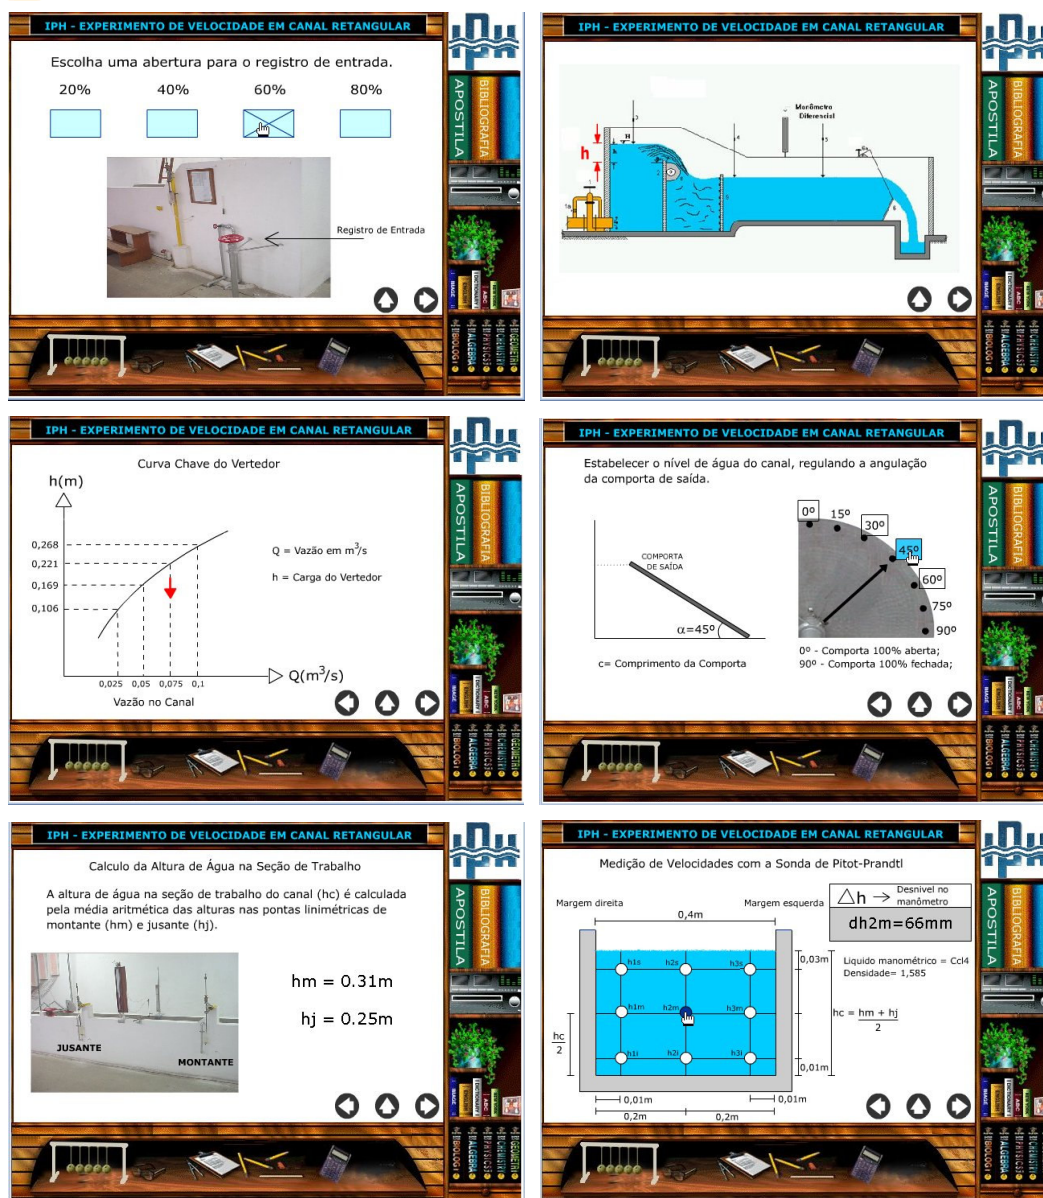 IPH - EXPERIMENTO DE VELOCIDADE EM CANAL RETANGULAR
Escolha uma abertura para o registro de entrada.
20% 40% 60% 80%
Registro de Entrada
APOSTILA
BIBLIOGRAFIA
IPH - EXPERIMENTO DE VELOCIDADE EM CANAL RETANGULAR
Manômetro
Diferencial
H
h
APOSTILA
BIBLIOGRAFIA
IPH - EXPERIMENTO DE VELOCIDADE EM CANAL RETANGULAR
Curva Chave do Vertedor
h(m)
0,268
0,221
0,169
0,106
Q = Vazão em m³/s
h = Carga do Vertedor
0,025 0,05 0,075 0,1
Q(m³/s)
Vazão no Canal
APOSTILA
BIBLIOGRAFIA
IPH - EXPERIMENTO DE VELOCIDADE EM CANAL RETANGULAR
Estabelecer o nível de água do canal, regulando a angulação
da comporta de saída.
COMPORTA
DE SAÍDA
α=45º
c= Comprimento da Comporta
0º
15º
30º
45º
60º
75º
90º
0º - Comporta 100% aberta;
90º - Comporta 100% fechada;
APOSTILA
BIBLIOGRAFIA
IPH - EXPERIMENTO DE VELOCIDADE EM CANAL RETANGULAR
Calculo da Altura de Água na Seção de Trabalho
A altura de água na seção de trabalho do canal (hc) é calculada
pela média aritmética das alturas nas pontas linimétricas de
montante (hm) e jusante (hj).
hm = 0.31m
hj = 0.25m
JUSANTE
MONTANTE
APOSTILA
BIBLIOGRAFIA
IPH - EXPERIMENTO DE VELOCIDADE EM CANAL RETANGULAR
Medição de Velocidades com a Sonda de Pitot-Prandtl
△h → Desnivel no
manômetro
dh2m=66mm
Margem direita
Margem esquerda
0,4m
h1s h2s h3s
0,03m
Liquido manométrico = Ccl4
Densidade= 1,585
h1m h2m h3m
hc = hm + hj
2
hc
2
h1i h2i h3i
0,01m
0,01m
0,01m
0,2m 0,2m
APOSTILA
BIBLIOGRAFIA